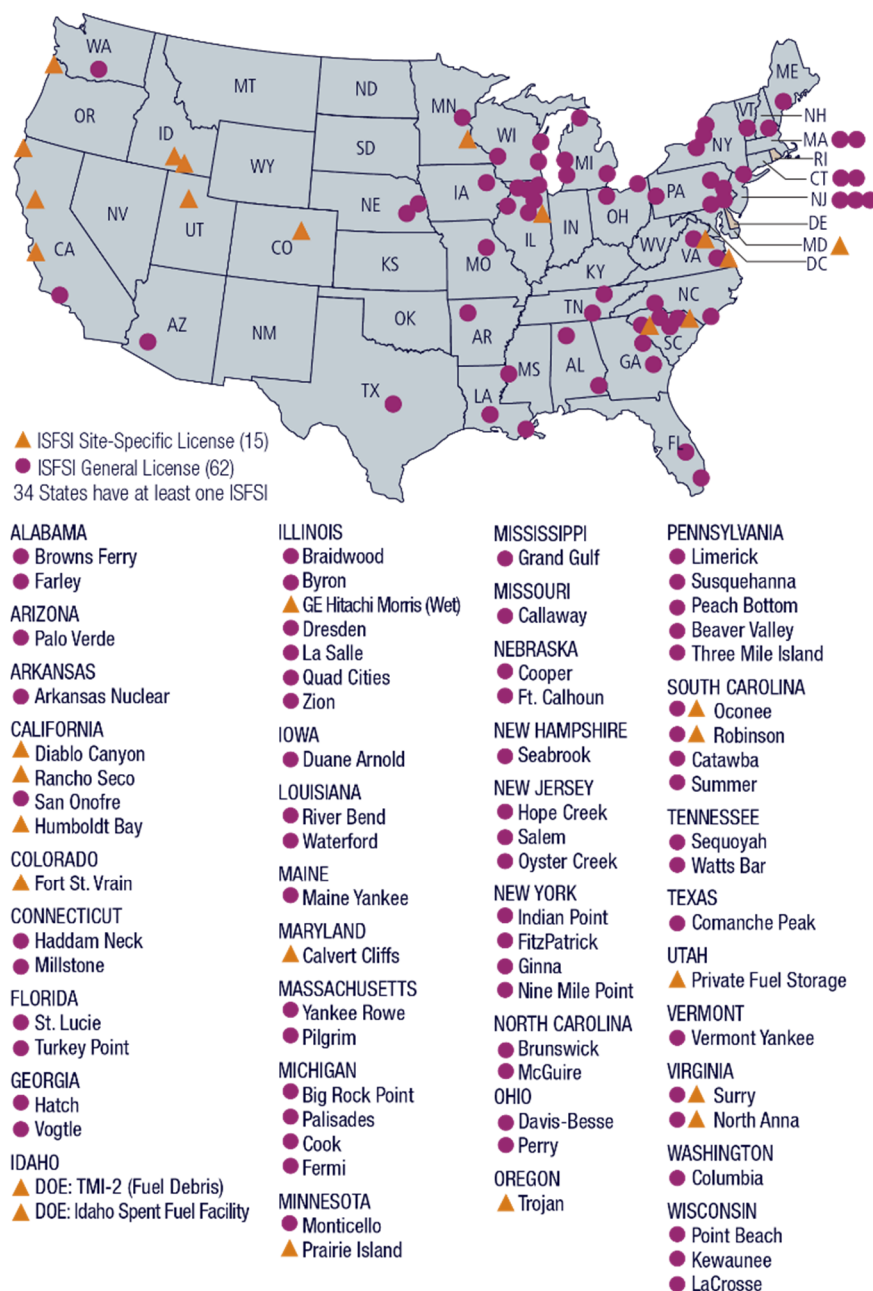 WA
MT
ND
MN
ME
OR
ID
WY
SD
WI
MI
NY
VT
NH
MA
RI
CT
NJ
DE
MD
DC
NV
UT
CO
NE
IA
IL
IN
OH
PA
WV
VA
CA
AZ
NM
KS
MO
KY
OK
AR
TN
NC
SC
TX
LA
MS
AL
GA
FL
ISFSI Site-Specific License (15)
ISFSI General License (62)
34 States have at least one ISFSI
ALABAMA
Browns Ferry
Farley
ARIZONA
Palo Verde
ARKANSAS
Arkansas Nuclear
CALIFORNIA
Diablo Canyon
Rancho Seco
San Onofre
Humboldt Bay
COLORADO
Fort St. Vrain
CONNECTICUT
Haddam Neck
Millstone
FLORIDA
St. Lucie
Turkey Point
GEORGIA
Hatch
Vogtle
IDAHO
DOE: TMI-2 (Fuel Debris)
DOE: Idaho Spent Fuel Facility
ILLINOIS
Braidwood
Byron
GE Hitachi Morris (Wet)
Dresden
La Salle
Quad Cities
Zion
IOWA
Duane Arnold
LOUISIANA
River Bend
Waterford
MAINE
Maine Yankee
MARYLAND
Calvert Cliffs
MASSACHUSETTS
Yankee Rowe
Pilgrim
MICHIGAN
Big Rock Point
Palisades
Cook
Fermi
MINNESOTA
Monticello
Prairie Island
MISSISSIPPI
Grand Gulf
MISSOURI
Callaway
NEBRASKA
Cooper
Ft. Calhoun
NEW HAMPSHIRE
Seabrook
NEW JERSEY
Hope Creek
Salem
Oyster Creek
NEW YORK
Indian Point
FitzPatrick
Ginna
Nine Mile Point
NORTH CAROLINA
Brunswick
McGuire
OHIO
Davis-Besse
Perry
OREGON
Trojan
PENNSYLVANIA
Limerick
Susquehanna
Peach Bottom
Beaver Valley
Three Mile Island
SOUTH CAROLINA
Oconee
Robinson
Catawba
Summer
TENNESSEE
Sequoyah
Watts Bar
TEXAS
Comanche Peak
UTAH
Private Fuel Storage
VERMONT
Vermont Yankee
VIRGINIA
Surry
North Anna
WASHINGTON
Columbia
WISCONSIN
Point Beach
Kewaunee
LaCrosse